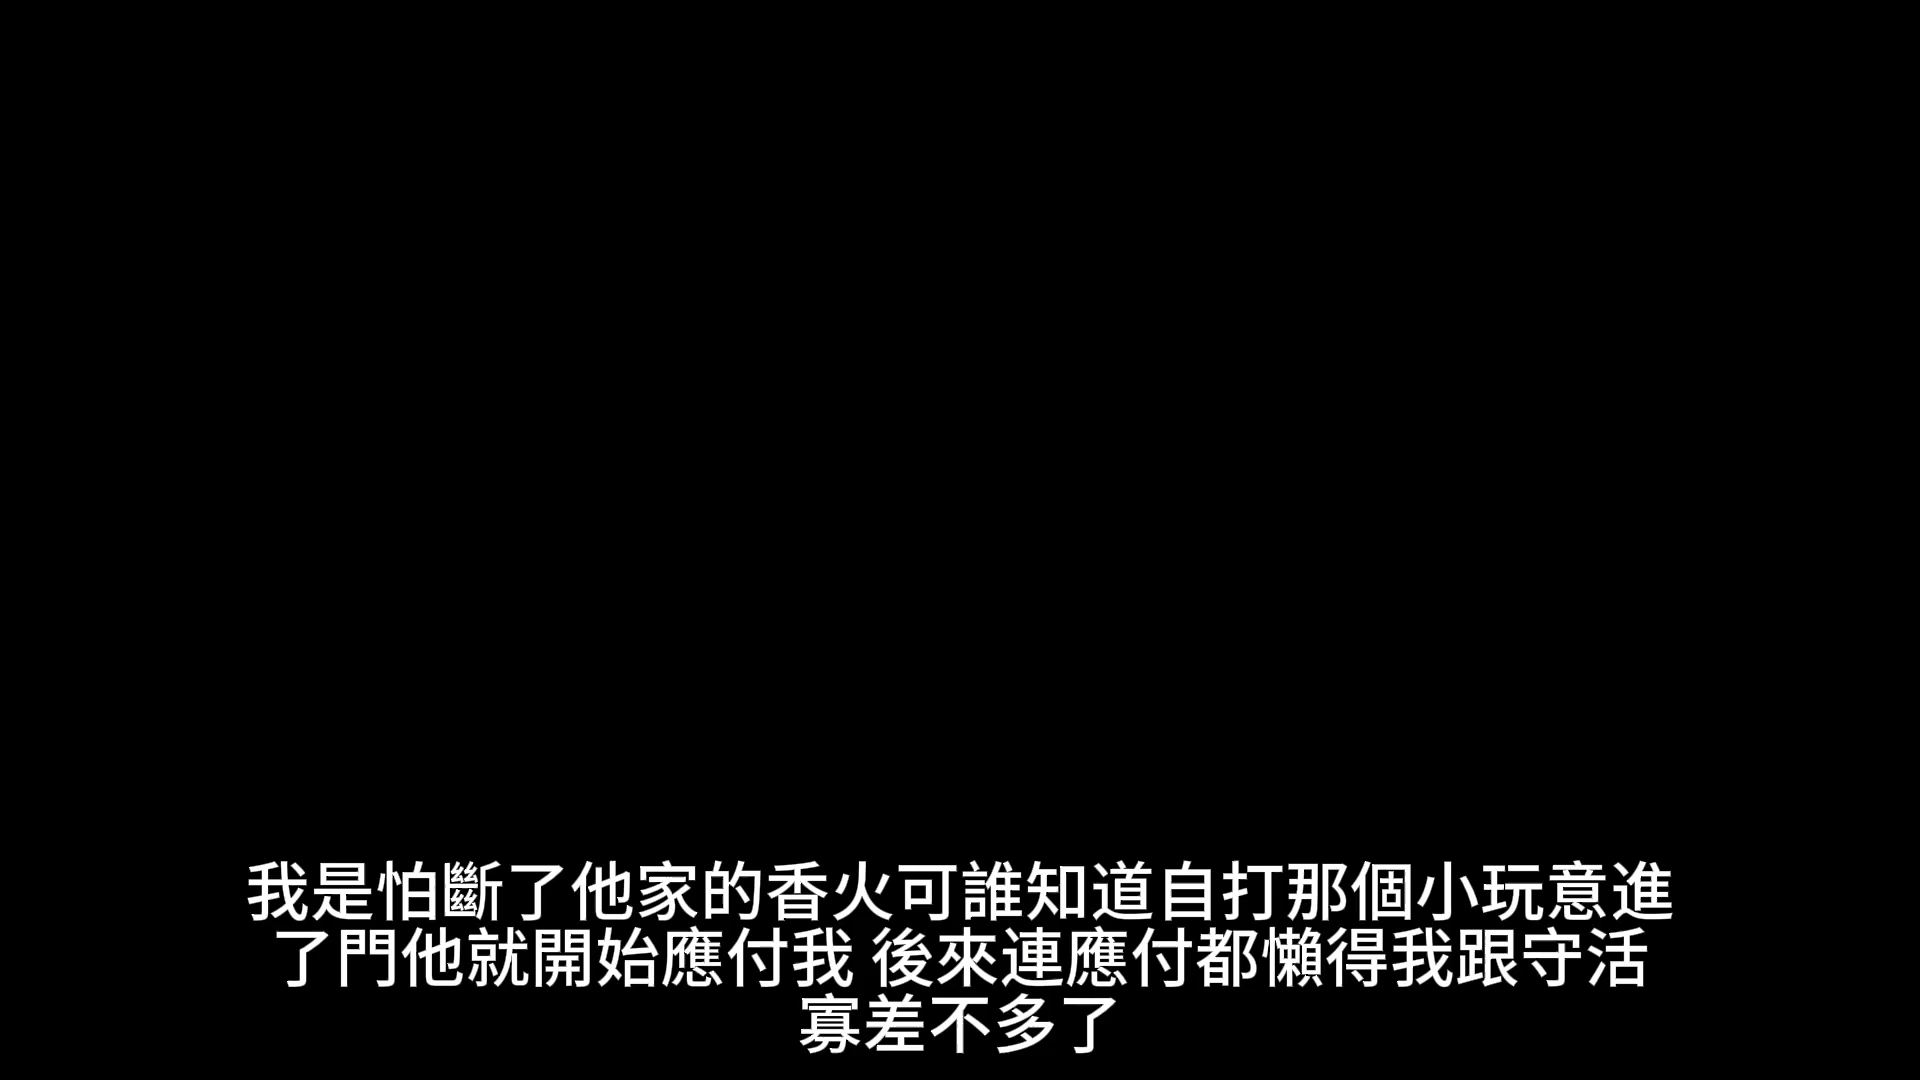 我是怕斷了他家的香火可誰知道自打那個小玩意進
了門他就開始應付我 後來連應付都懶得我跟守活
寡差不多了